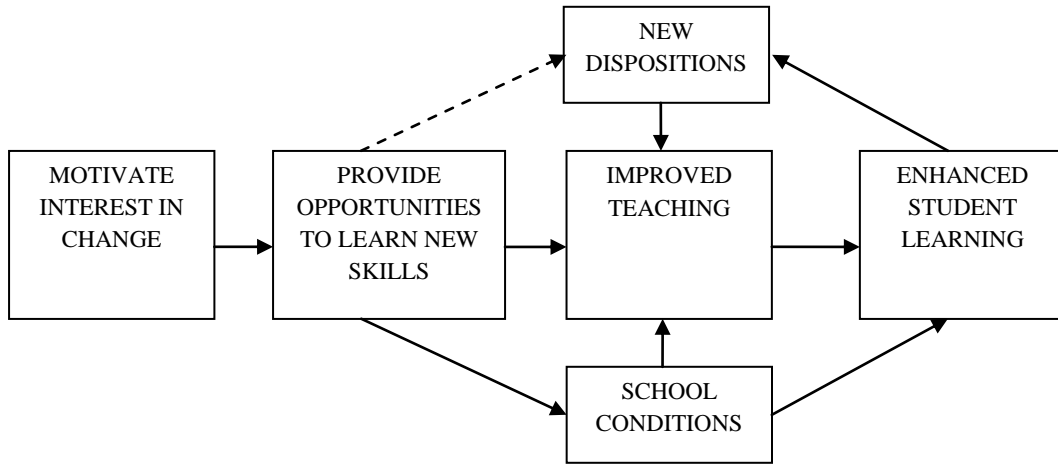 NEW
DISPOSITIONS
MOTIVATE
INTEREST IN
CHANGE
PROVIDE
OPPORTUNITIES
TO LEARN NEW
SKILLS
IMPROVED
TEACHING
ENHANCED
STUDENT
LEARNING
SCHOOL
CONDITIONS